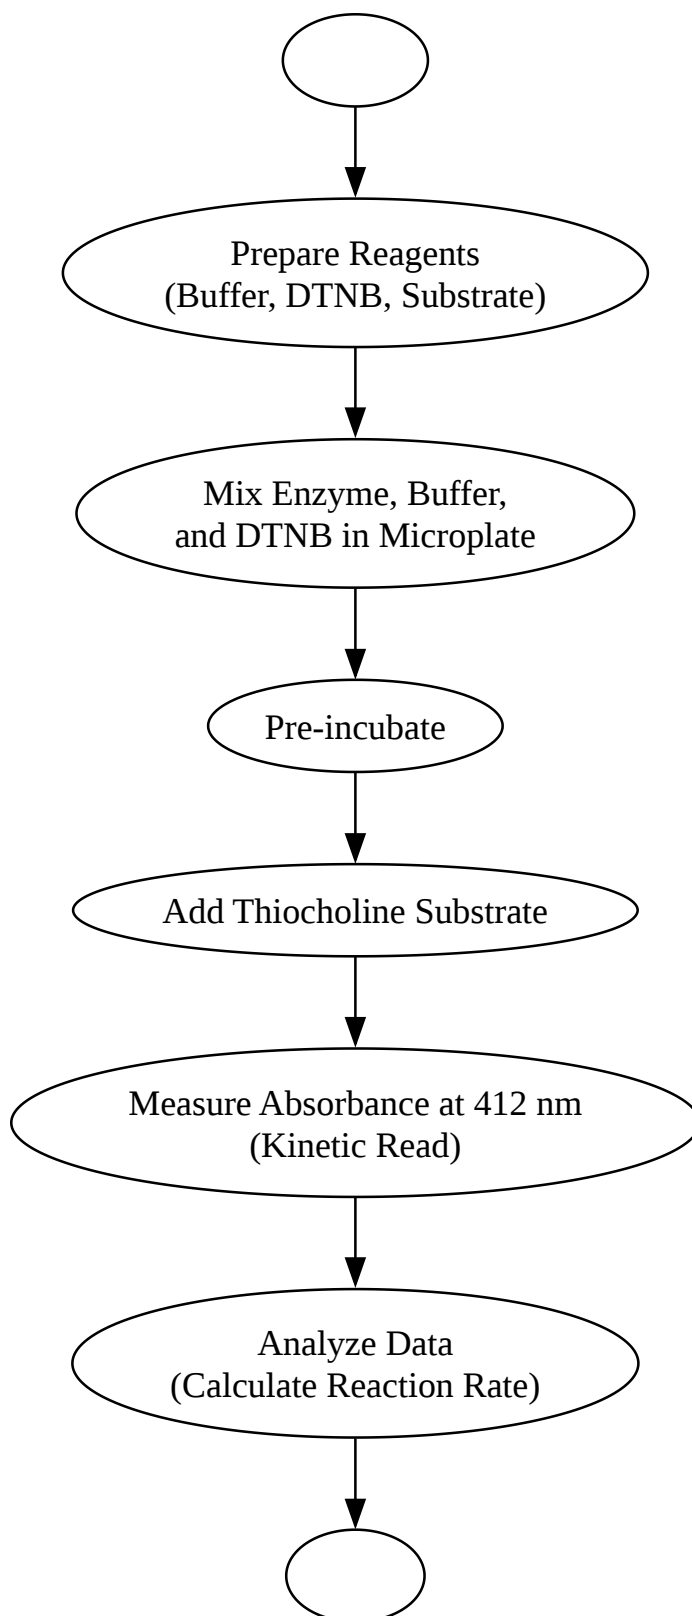 Prepare Reagents
(Buffer, DTNB, Substrate)
Mix Enzyme, Buffer,
and DTNB in Microplate
Pre-incubate
Add Thiocholine Substrate
Measure Absorbance at 412 nm
(Kinetic Read)
Analyze Data
(Calculate Reaction Rate)